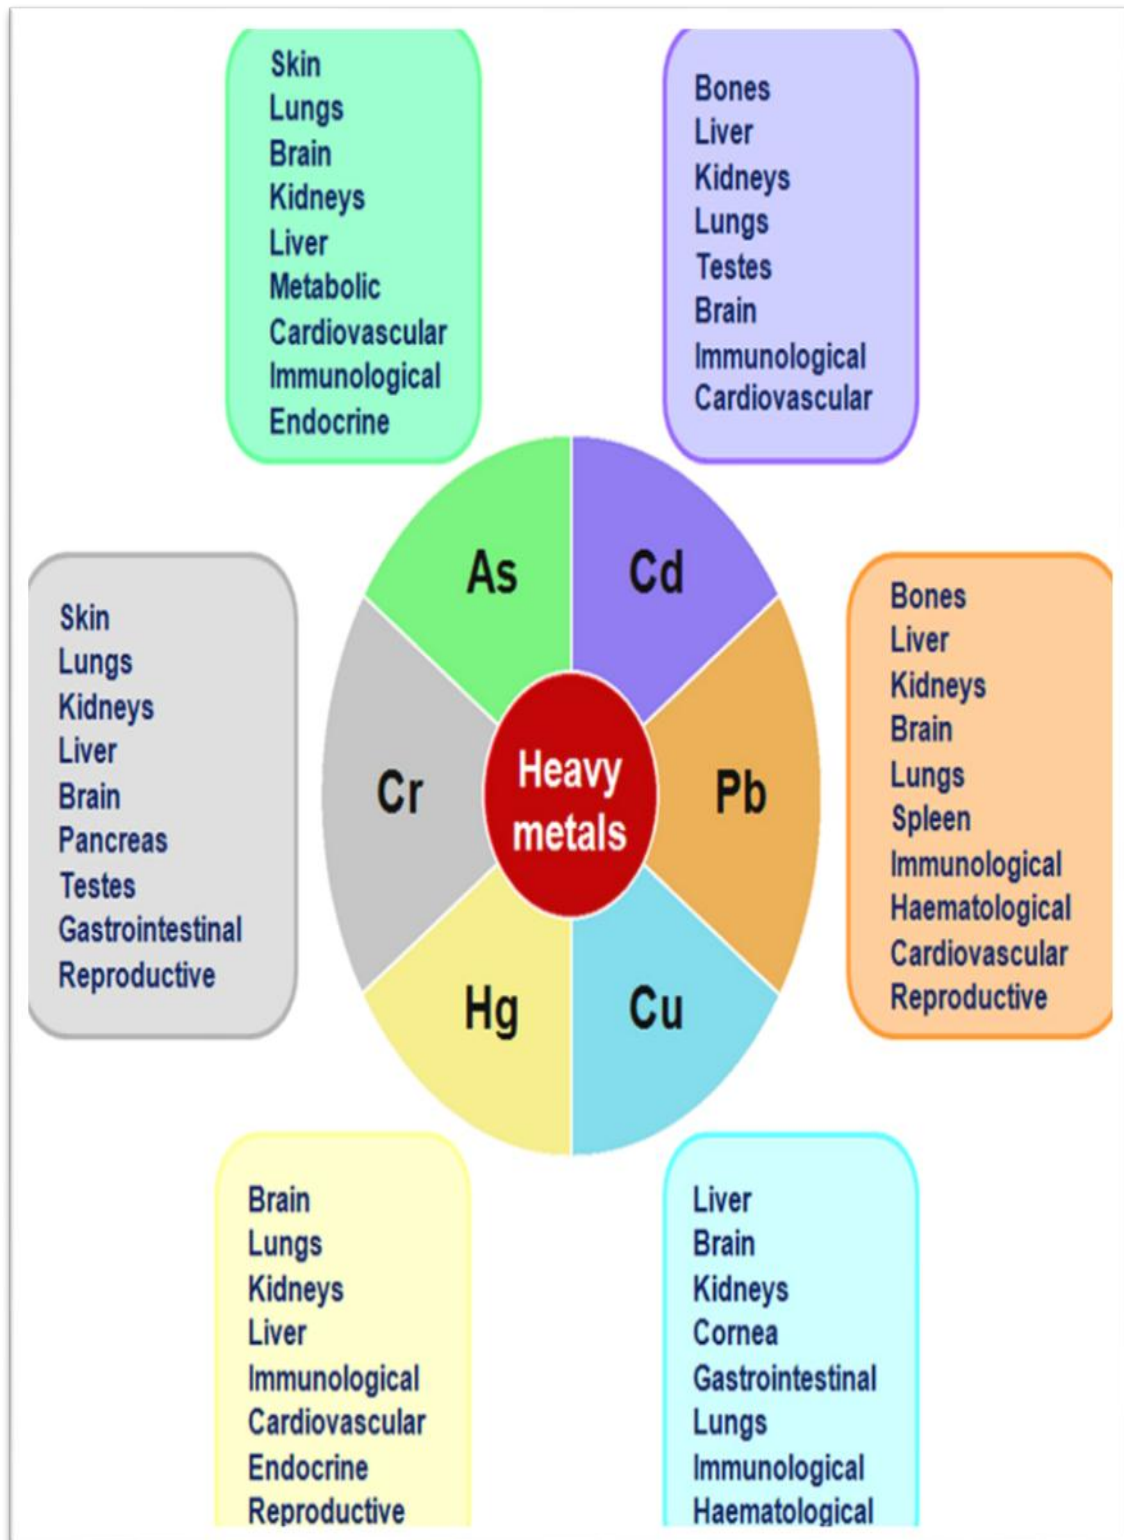 Skin
Lungs
Brain
Kidneys
Liver
Metabolic
Cardiovascular
Immunological
Endocrine
Bones
Liver
Kidneys
Lungs
Testes
Brain
Immunological
Cardiovascular
As
Cd
Skin
Lungs
Kidneys
Liver
Brain
Pancreas
Testes
Gastrointestinal
Reproductive
Cr
Heavy
metals
Pb
Bones
Liver
Kidneys
Brain
Lungs
Spleen
Immunological
Haematological
Cardiovascular
Reproductive
Hg
Cu
Brain
Lungs
Kidneys
Liver
Immunological
Cardiovascular
Endocrine
Reproductive
Liver
Brain
Kidneys
Cornea
Gastrointestinal
Lungs
Immunological
Haematological